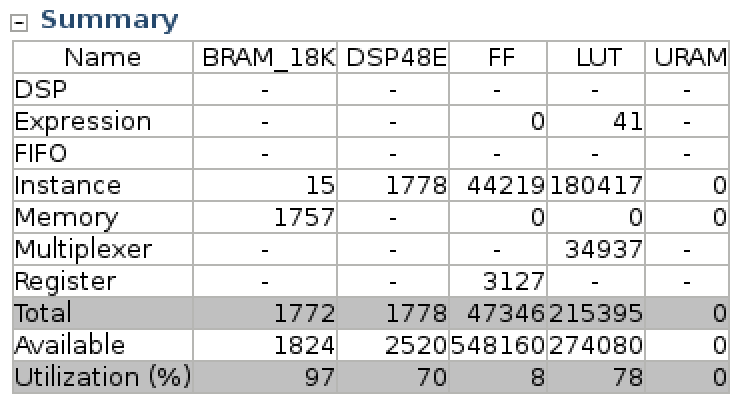 Summary
Name BRAM_18K DSP48E FF LUT URAM
DSP - - - - -
Expression - - 0 41 -
FIFO - - - - -
Instance 15 1778 44219 180417 0
Memory 1757 - 0 0 0
Multiplexer - - - 34937 -
Register - - 3127 - -
Total 1772 1778 47346 215395 0
Available 1824 2520 548160 274080 0
Utilization (%) 97 70 8 78 0